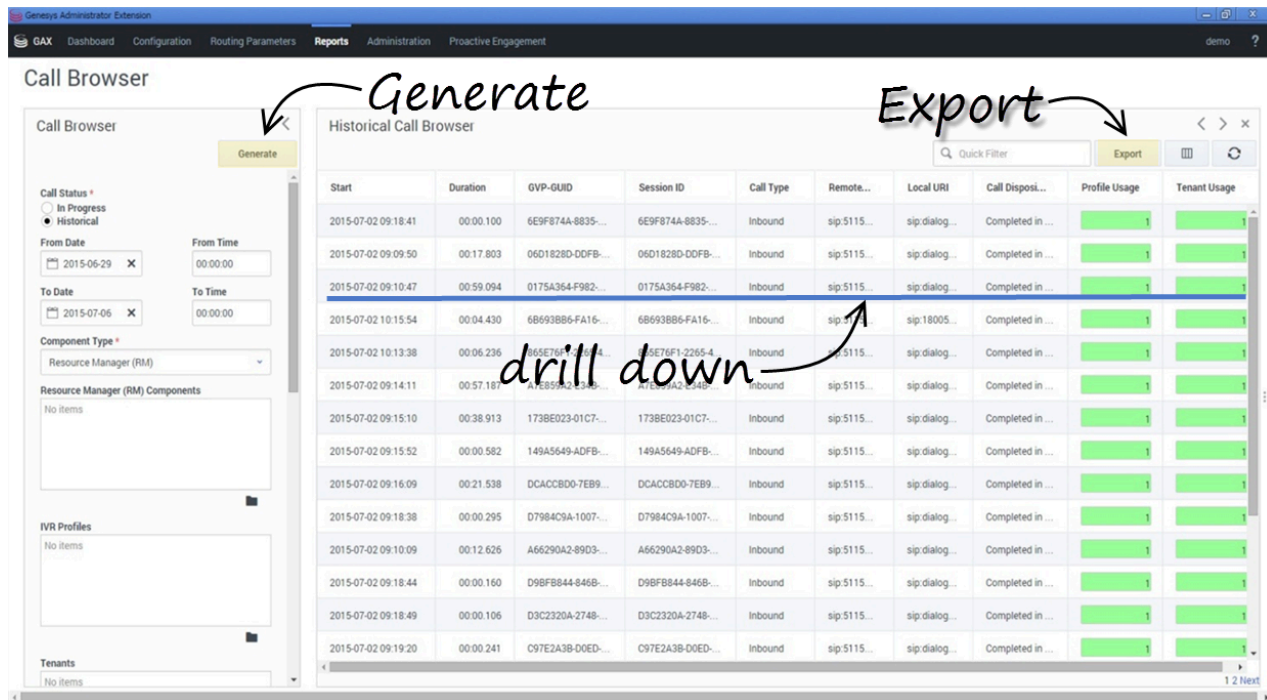 Genesys Administrator Extension
GAX Dashboard Configuration Routing Parameters Reports Administration Proactive Engagement demo ?
Call Browser
Generate
Export
Call Browser
Generate
Call Status *
In Progress
Historical
From Date From Time
2015-06-29 00:00:00
To Date To Time
2015-07-06 00:00:00
Component Type *
Resource Manager (RM)
Resource Manager (RM) Components
No items
IVR Profiles
No items
Tenants
No items
Historical Call Browser
Quick Filter Export
Start Duration GVP-GUID Session ID Call Type Remote... Local URI Call Disposi... Profile Usage Tenant Usage
2015-07-02 09:18:41 00:00.100 6E9F874A-8835-... 6E9F874A-8835-... Inbound sip:5115... sip:dialog... Completed in ... 1 1
2015-07-02 09:09:50 00:17.803 06D1828D-DDFB-... 06D1828D-DDFB-... Inbound sip:5115... sip:dialog... Completed in ... 1 1
2015-07-02 09:10:47 00:59.094 0175A364-F982-... 0175A364-F982-... Inbound sip:5115... sip:dialog... Completed in ... 1 1
2015-07-02 10:15:54 00:04.430 6B693BB6-FA16-... 6B693BB6-FA16-... Inbound sip:18005... Completed in ... 1 1
drill down
2015-07-02 10:13:38 00:06.236 865E76F1-2265-4... 865E76F1-2265-4... Inbound sip:5115... sip:dialog... Completed in ... 1 1
2015-07-02 09:14:11 00:57.187 Inbound sip:5115... sip:dialog... Completed in ... 1 1
2015-07-02 09:15:10 00:38.913 173BE023-01C7-... 173BE023-01C7-... Inbound sip:5115... sip:dialog... Completed in ... 1 1
2015-07-02 09:15:52 00:00.582 149A5649-ADFB-... 149A5649-ADFB-... Inbound sip:5115... sip:dialog... Completed in ... 1 1
2015-07-02 09:16:09 00:21.538 DCACCBD0-7EB9... DCACCBD0-7EB9... Inbound sip:5115... sip:dialog... Completed in ... 1 1
2015-07-02 09:18:38 00:00.295 D7984C9A-1007-... D7984C9A-1007-... Inbound sip:5115... sip:dialog... Completed in ... 1 1
2015-07-02 09:10:09 00:12.626 A66290A2-89D3-... A66290A2-89D3-... Inbound sip:5115... sip:dialog... Completed in ... 1 1
2015-07-02 09:18:44 00:00.160 D9BFB844-846B-... D9BFB844-846B-... Inbound sip:5115... sip:dialog... Completed in ... 1 1
2015-07-02 09:18:49 00:00.106 D3C2320A-2748-... D3C2320A-2748-... Inbound sip:5115... sip:dialog... Completed in ... 1 1
2015-07-02 09:19:20 00:00.241 C97E2A3B-D0ED-... C97E2A3B-D0ED-... Inbound sip:5115... sip:dialog... Completed in ... 1 1
1 2 Next